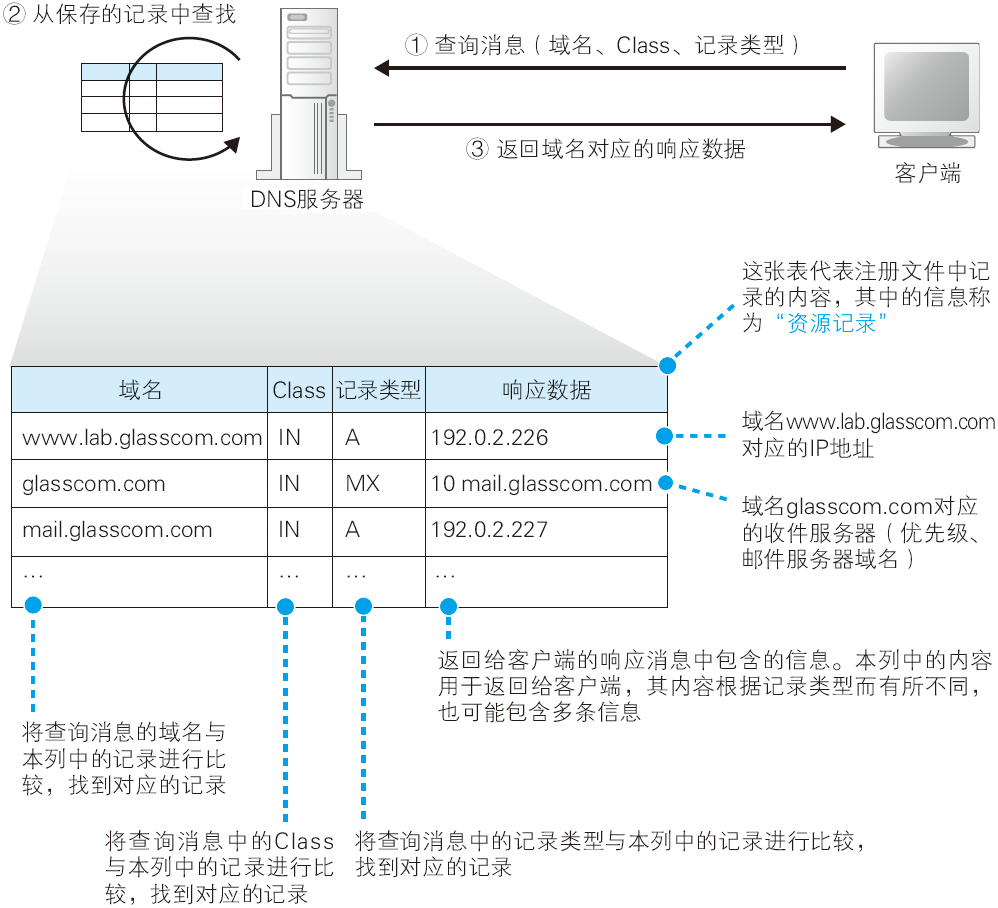 ② 从保存的记录中查找
① 查询消息（域名、Class、记录类型）
③ 返回域名对应的响应数据
DNS服务器
客户端
这张表代表注册文件中记
录的内容，其中的信息称
为“资源记录”
域名 Class 记录类型 响应数据
www.lab.glasscom.com IN A 192.0.2.226
glasscom.com IN MX 10 mail.glasscom.com
mail.glasscom.com IN A 192.0.2.227
… … … …
域名www.lab.glasscom.com
对应的IP地址
域名glasscom.com对应
的收件服务器（优先级、
邮件服务器域名）
返回给客户端的响应消息中包含的信息。本列中的内容
用于返回给客户端，其内容根据记录类型而有所不同，
也可能包含多条信息
将查询消息的域名与
本列中的记录进行比
较，找到对应的记录
将查询消息中的Class
与本列中的记录进行比
较，找到对应的记录
将查询消息中的记录类型与本列中的记录进行比较，
找到对应的记录